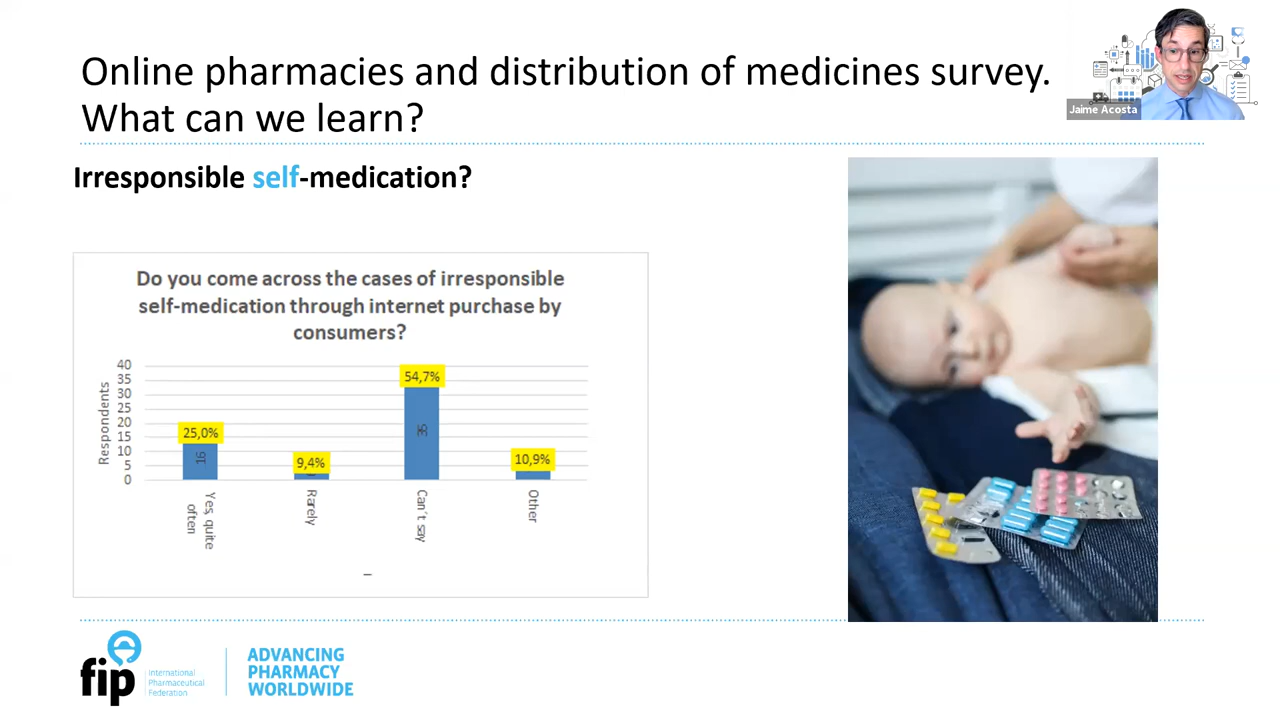 Online pharmacies and distribution of medicines survey.
What can we learn?
Jaime Acosta
Irresponsible self-medication?
Do you come across the cases of irresponsible
self-medication through internet purchase by
consumers?
Respondents
40
35
30
25
20
15
10
5
0
25,0%
16
9,4%
54,7%
35
10,9%
Yes, quite
often
Rarely
Can't say
Other
fip
International
Pharmaceutical
Federation
ADVANCING
PHARMACY
WORLDWIDE